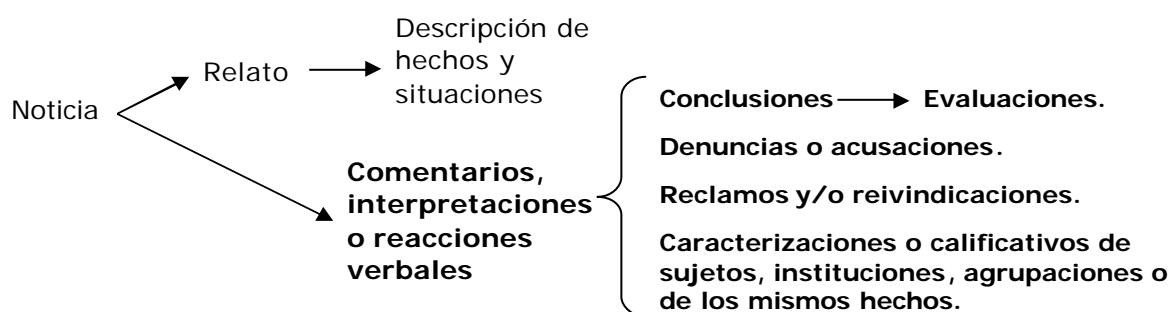 Noticia
Relato
Descripción de
hechos y
situaciones
Comentarios,
interpretaciones
o reacciones
verbales
Conclusiones
Evaluaciones.
Denuncias o acusaciones.
Reclamos y/o reivindicaciones.
Caracterizaciones o calificativos de
sujetos, instituciones, agrupaciones o
de los mismos hechos.